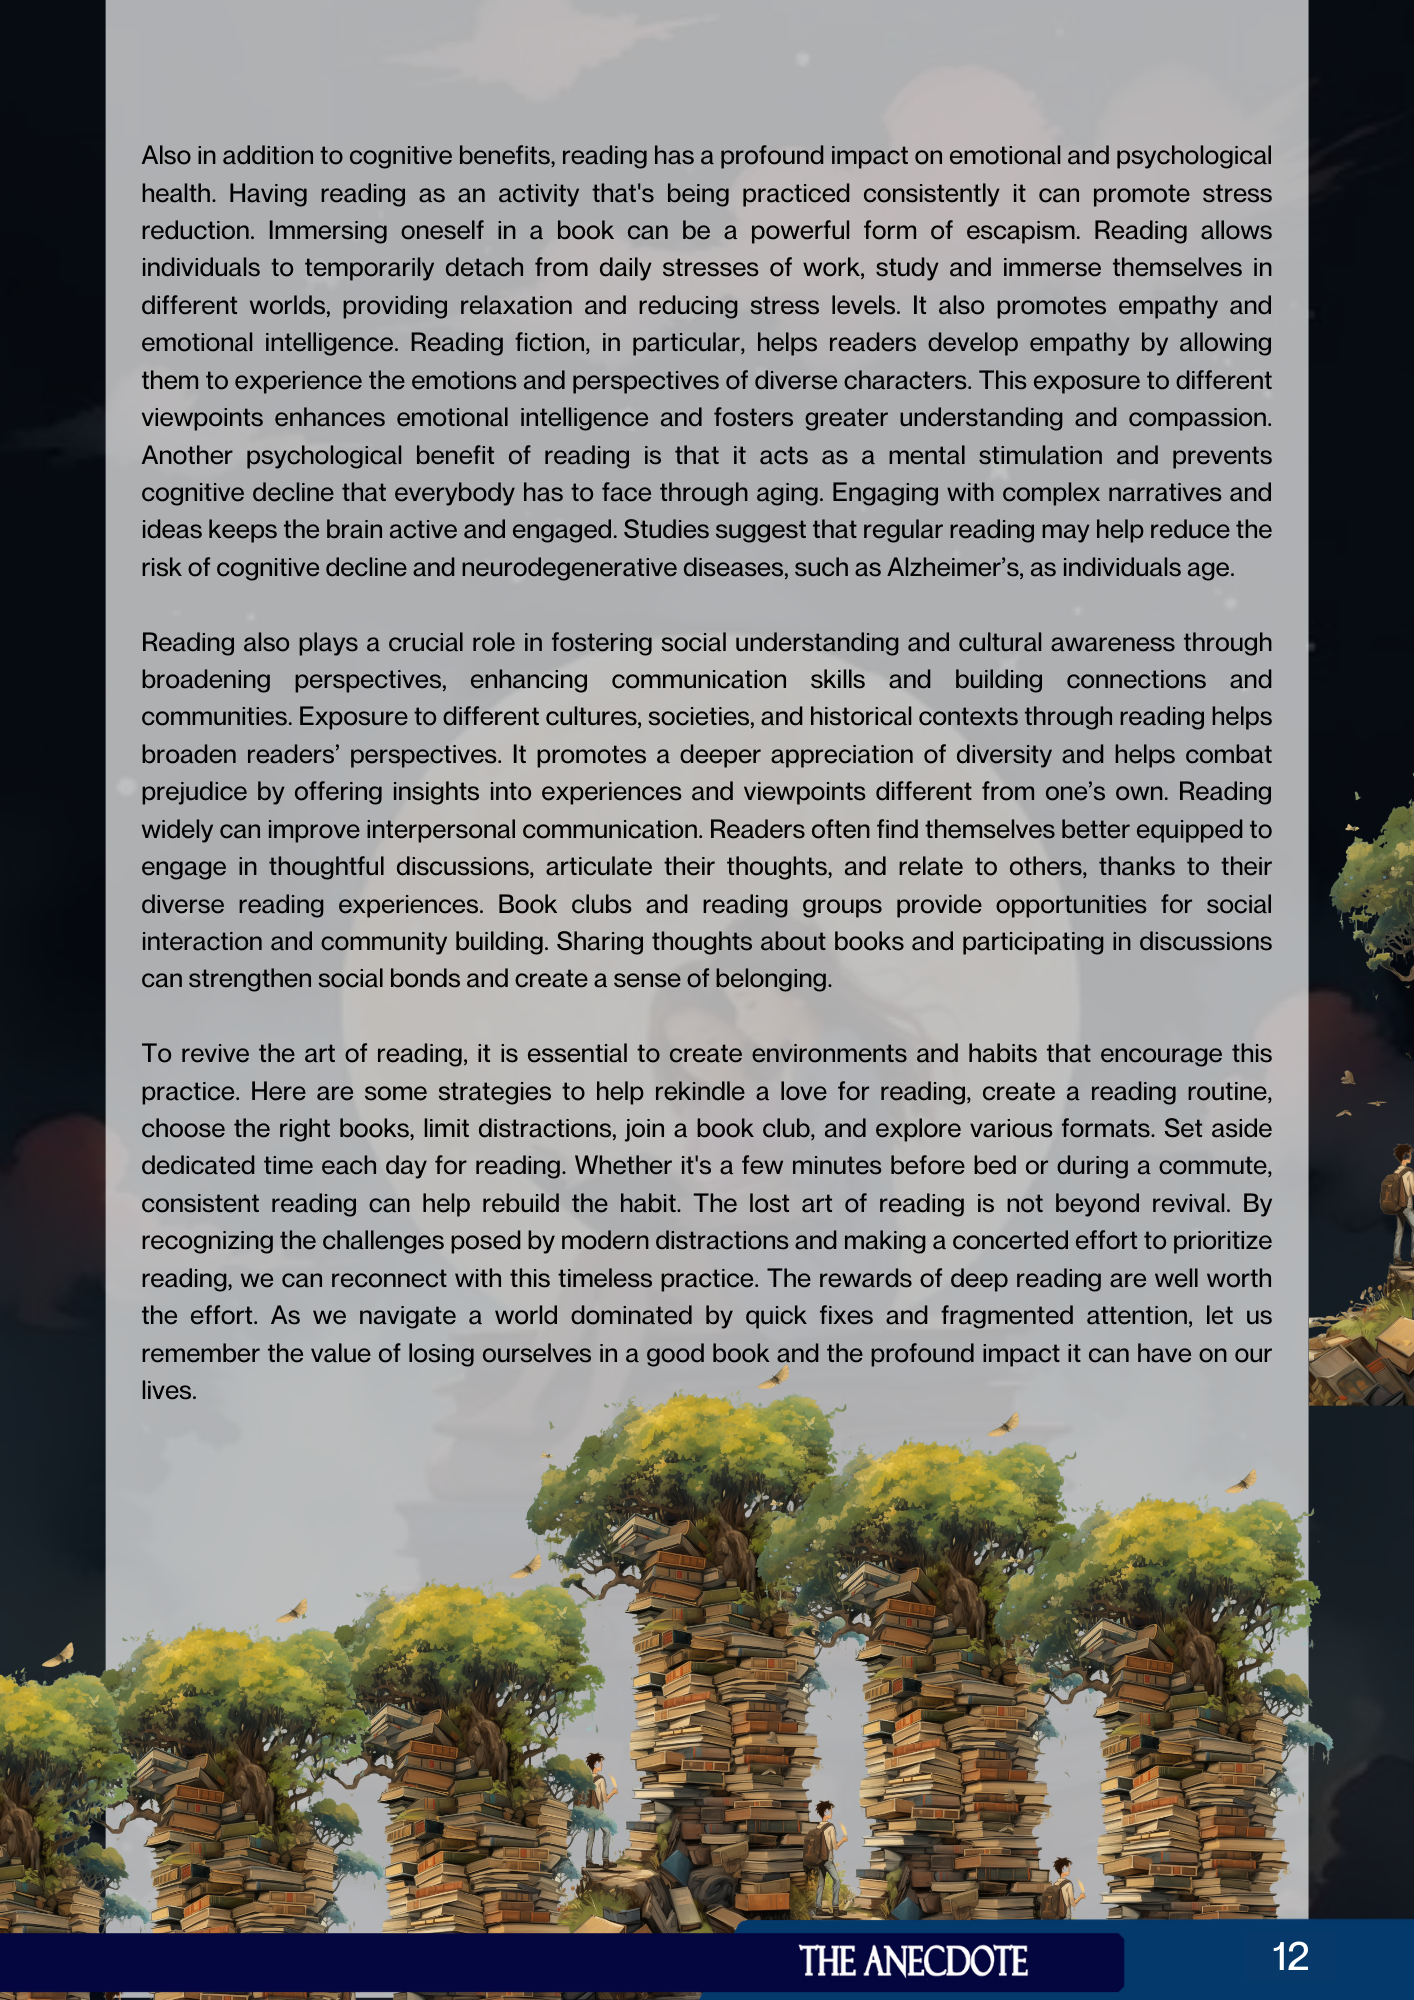 Also in addition to cognitive benefits, reading has a profound impact on emotional and psychological
health. Having reading as an activity that's being practiced consistently it can promote stress
reduction. Immersing oneself in a book can be a powerful form of escapism. Reading allows
individuals to temporarily detach from daily stresses of work, study and immerse themselves in
different worlds, providing relaxation and reducing stress levels. It also promotes empathy and
emotional intelligence. Reading fiction, in particular, helps readers develop empathy by allowing
them to experience the emotions and perspectives of diverse characters. This exposure to different
viewpoints enhances emotional intelligence and fosters greater understanding and compassion.
Another psychological benefit of reading is that it acts as a mental stimulation and prevents
cognitive decline that everybody has to face through aging. Engaging with complex narratives and
ideas keeps the brain active and engaged. Studies suggest that regular reading may help reduce the
risk of cognitive decline and neurodegenerative diseases, such as Alzheimer’s, as individuals age.
Reading also plays a crucial role in fostering social understanding and cultural awareness through
broadening perspectives, enhancing communication skills and building connections and
communities. Exposure to different cultures, societies, and historical contexts through reading helps
broaden readers’ perspectives. It promotes a deeper appreciation of diversity and helps combat
prejudice by offering insights into experiences and viewpoints different from one’s own. Reading
widely can improve interpersonal communication. Readers often find themselves better equipped to
engage in thoughtful discussions, articulate their thoughts, and relate to others, thanks to their
diverse reading experiences. Book clubs and reading groups provide opportunities for social
interaction and community building. Sharing thoughts about books and participating in discussions
can strengthen social bonds and create a sense of belonging.
To revive the art of reading, it is essential to create environments and habits that encourage this
practice. Here are some strategies to help rekindle a love for reading, create a reading routine,
choose the right books, limit distractions, join a book club, and explore various formats. Set aside
dedicated time each day for reading. Whether it's a few minutes before bed or during a commute,
consistent reading can help rebuild the habit. The lost art of reading is not beyond revival. By
recognizing the challenges posed by modern distractions and making a concerted effort to prioritize
reading, we can reconnect with this timeless practice. The rewards of deep reading are well worth
the effort. As we navigate a world dominated by quick fixes and fragmented attention, let us
remember the value of losing ourselves in a good book and the profound impact it can have on our
lives.
THE ANECDOTE
12